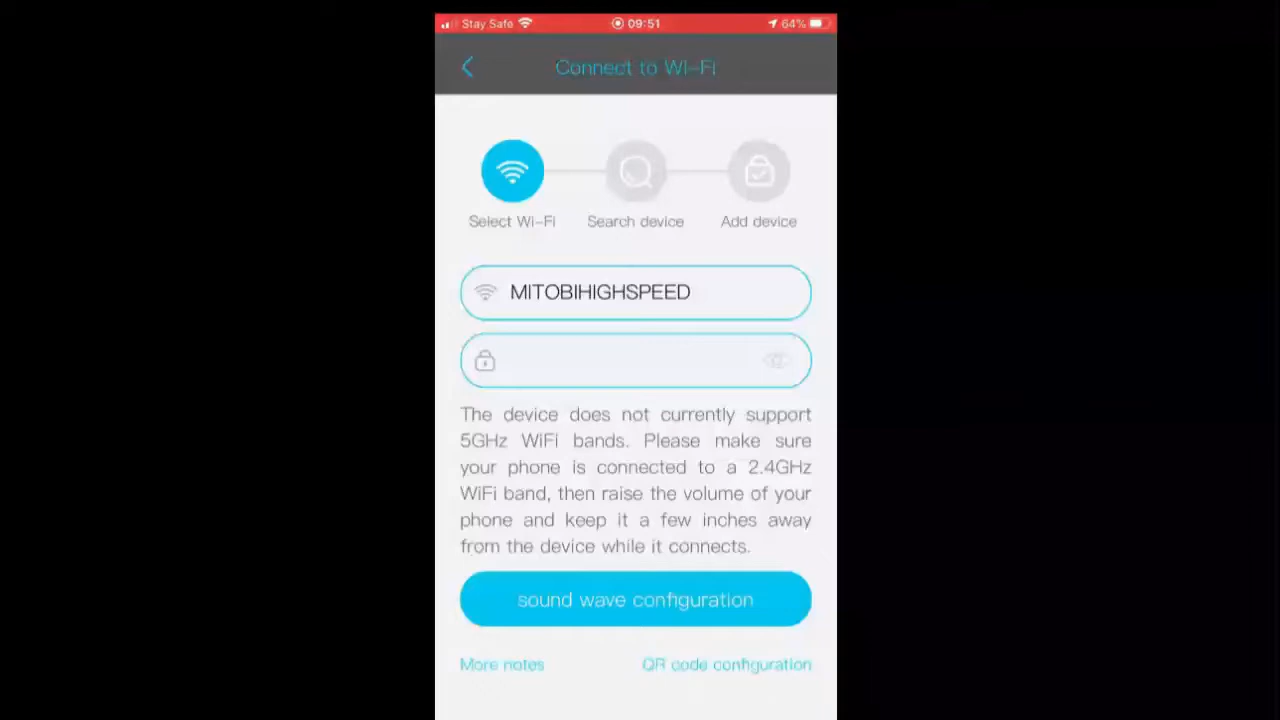 Stay Safe 09:51 64%
Connect to Wi-Fi
Select Wi-Fi Search device Add device
MITOBIHIGHSPEED
The device does not currently support
5GHz WiFi bands. Please make sure
your phone is connected to a 2.4GHz
WiFi band, then raise the volume of your
phone and keep it a few inches away
from the device while it connects.
sound wave configuration
More notes QR code configuration